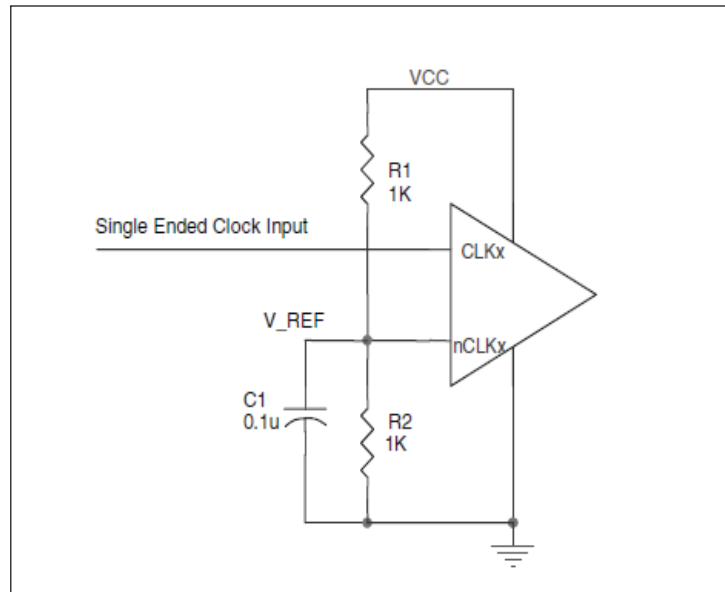 VCC
R1
1K
Single Ended Clock Input
CLKx
V_REF
nCLKx
C1
0.1u
R2
1K